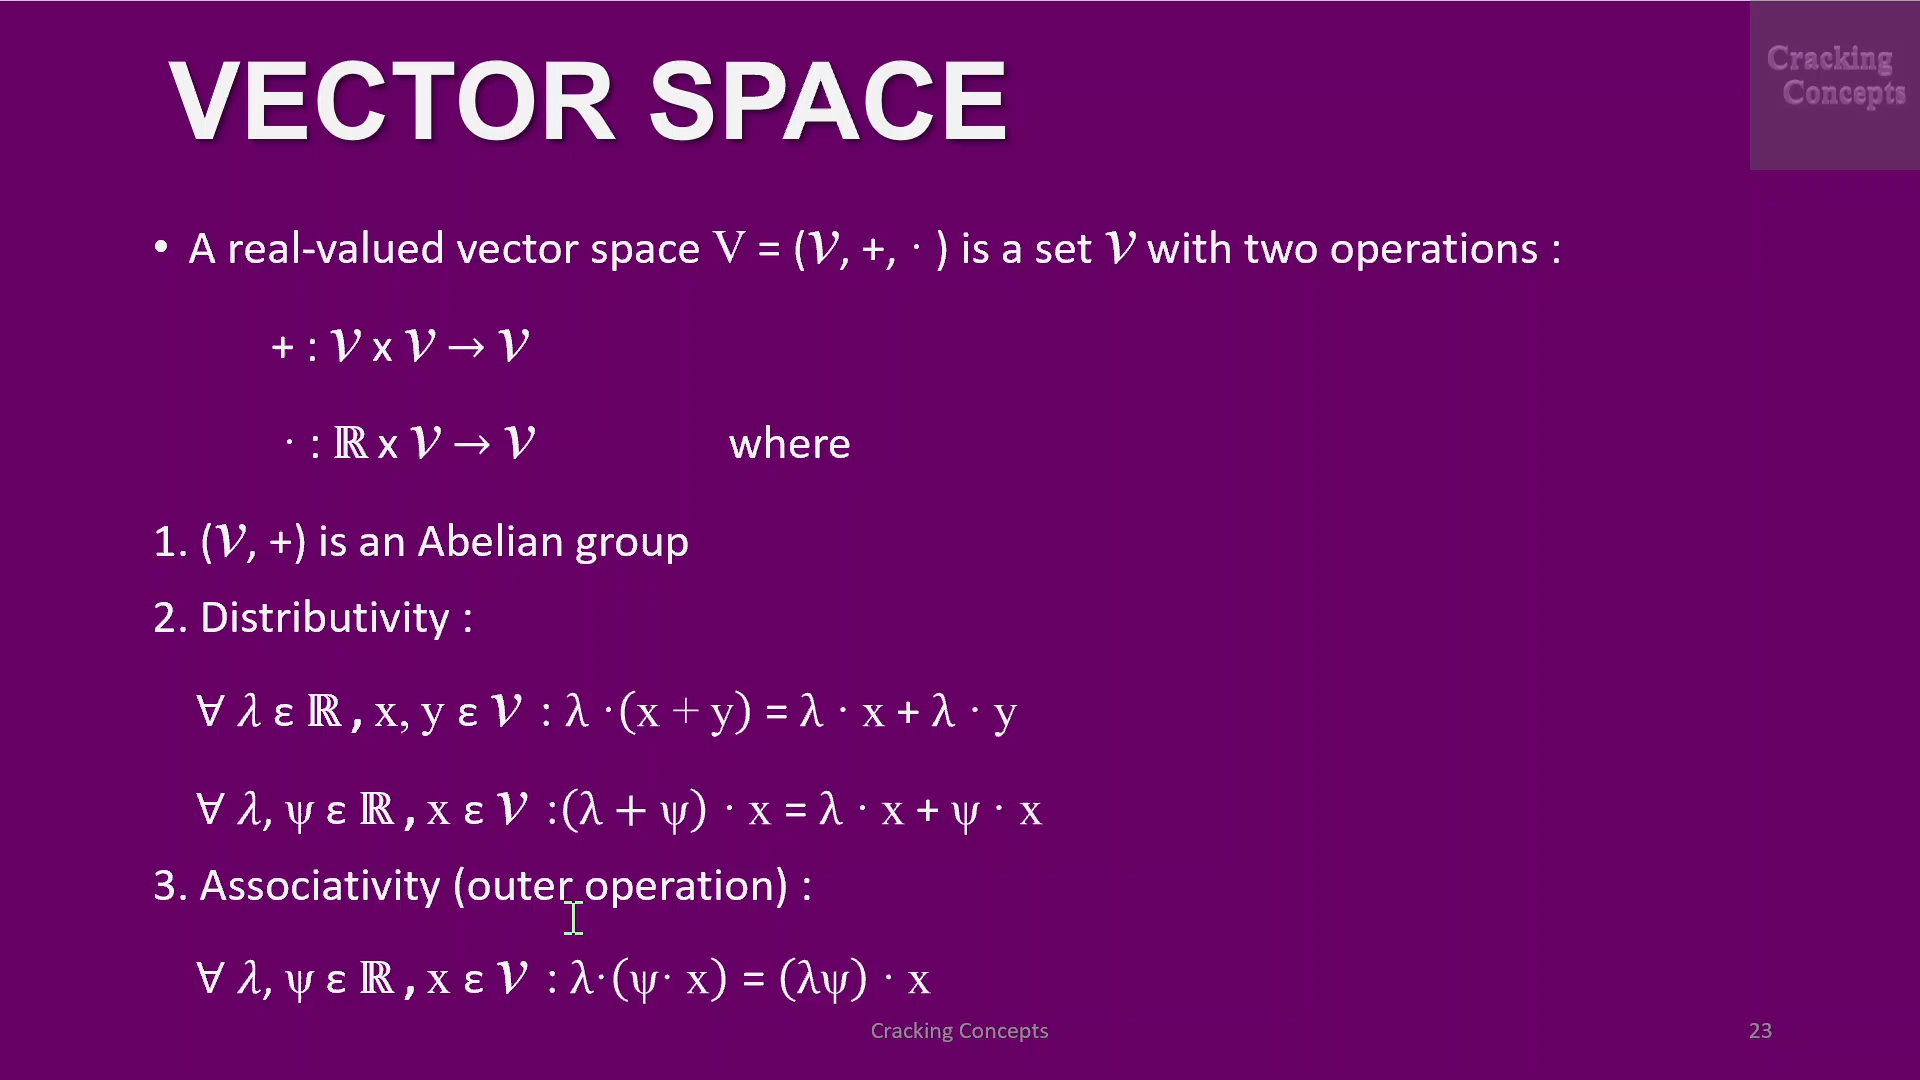 VECTOR SPACE
Cracking
Concepts
• A real-valued vector space V = (𝒱, +, · ) is a set 𝒱 with two operations :
+ : 𝒱 x 𝒱 → 𝒱
· : ℝ x 𝒱 → 𝒱 where
1. (𝒱, +) is an Abelian group
2. Distributivity :
∀ λ ε ℝ , x, y ε 𝒱 : λ ·(x + y) = λ · x + λ · y
∀ λ, ψ ε ℝ , x ε 𝒱 :(λ + ψ) · x = λ · x + ψ · x
3. Associativity (outer operation) :
∀ λ, ψ ε ℝ , x ε 𝒱 : λ·(ψ· x) = (λψ) · x
Cracking Concepts
23